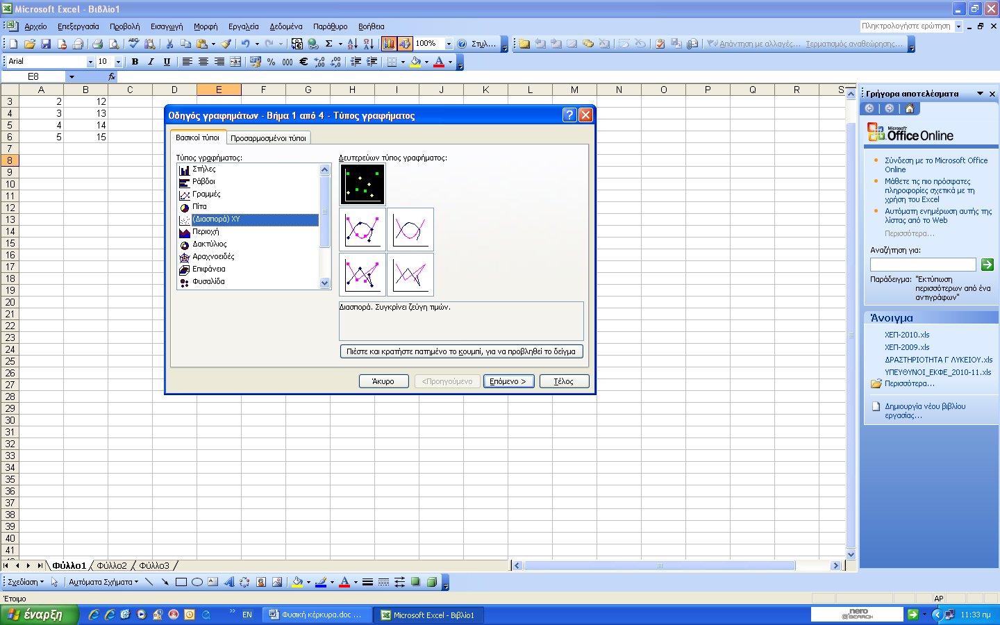 Microsoft Excel - Βιβλίο1
Αρχείο Επεξεργασία Προβολή Εισαγωγή Μορφή Εργαλεία Δεδομένα Παράθυρο Βοήθεια
Πληκτρολογήστε ερώτηση
100% Στυλ...
Απάντηση με αλλαγές... Τερματισμός αναθεώρησης...
Arial 10 B I U % 000 €
E8 fx
A B C D E F G H I J K L M N O P Q R S
3 2 12
4 3 13
5 4 14
6 5 15
7
8
9
10
11
12
13
14
15
16
17
18
19
20
21
22
23
24
25
26
27
28
29
30
31
32
33
34
35
36
37
38
39
40
41
Οδηγός γραφημάτων - Βήμα 1 από 4 - Τύπος γραφήματος
Βασικοί τύποι Προσαρμοσμένοι τύποι
Τύπος γραφήματος:
Στήλες
Ράβδοι
Γραμμές
Πίτα
(Διασπορά) XY
Περιοχή
Δακτύλιος
Αραχνοειδές
Επιφάνεια
Φυσαλίδα
Δευτερεύων τύπος γραφήματος:
Διασπορά. Συγκρίνει ζεύγη τιμών.
Πιέστε και κρατήστε πατημένο το κουμπί, για να προβληθεί το δείγμα
Άκυρο <Προηγούμενο Επόμενο > Τέλος
Γρήγορα αποτελέσματα
Microsoft
Office Online
Σύνδεση με το Microsoft Office
Online
Μάθετε τις πιο πρόσφατες
πληροφορίες σχετικά με τη
χρήση του Excel
Αυτόματη ενημέρωση αυτής της
λίστας από το Web
Περισσότερα...
Αναζήτηση για:
Παράδειγμα: "Εκτύπωση
περισσότερων από ένα
αντιγράφων"
Άνοιγμα
ΧΕΠ-2010.xls
ΧΕΠ-2009.xls
ΔΡΑΣΤΗΡΙΟΤΗΤΑ Γ ΛΥΚΕΙΟΥ.xls
ΥΠΕΥΘΥΝΟΙ_ΕΚΦΕ_2010-11.xls
Περισσότερα...
Δημιουργία νέου βιβλίου
εργασίας...
Φύλλο1 Φύλλο2 Φύλλο3
Σχεδίαση Αυτόματα Σχήματα
Έτοιμο
ΑΡ
έναρξη
EN
Φυσική κέρκυρα.doc ...
Microsoft Excel - Βιβλίο1
nero
SEARCH
11:33 πμ